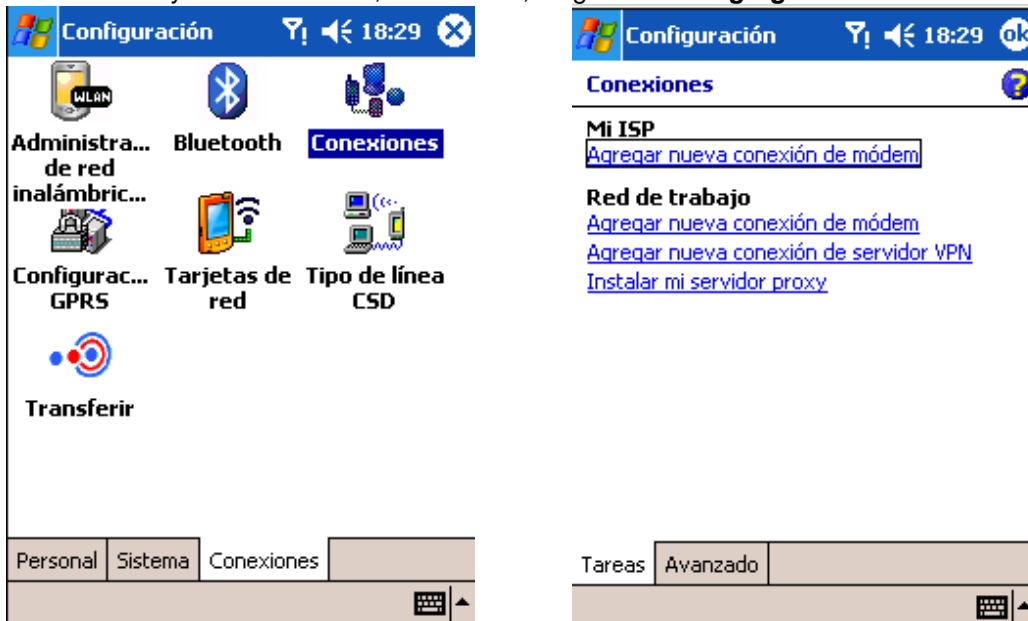 Configuración 18:29
WLAN
Administra... Bluetooth Conexiones
de red
inalámbric...
Configurac... Tarjetas de Tipo de línea
GPRS red CSD
Transferir
Personal Sistema Conexiones
Configuración 18:29 ok
Conexiones ?
Mi ISP
Agregar nueva conexión de módem
Red de trabajo
Agregar nueva conexión de módem
Agregar nueva conexión de servidor VPN
Instalar mi servidor proxy
Tareas Avanzado